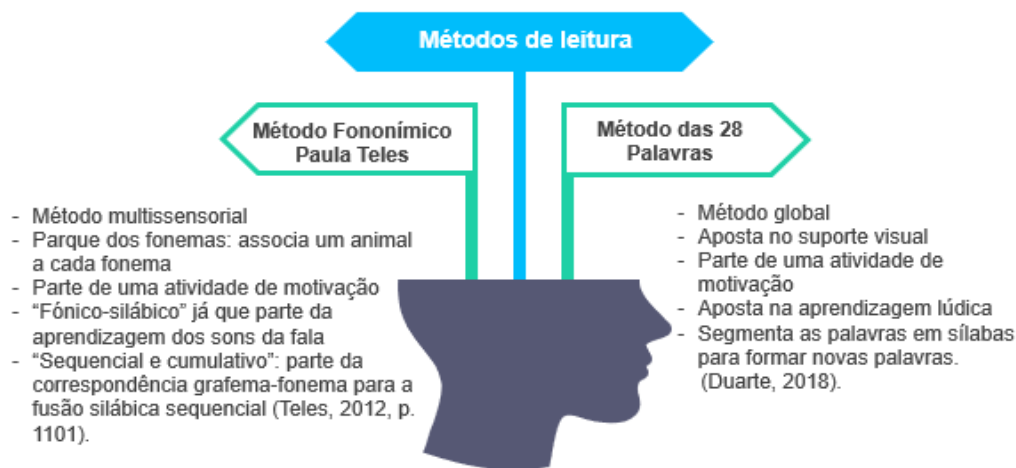 Métodos de leitura
Método Fononímico
Paula Teles
- Método multissensorial
- Parque dos fonemas: associa um animal
a cada fonema
- Parte de uma atividade de motivação
- “Fónico-silábico” já que parte da
aprendizagem dos sons da fala
- “Sequencial e cumulativo”: parte da
correspondência grafema-fonema para a
fusão silábica sequencial (Teles, 2012, p.
1101).
Método das 28
Palavras
- Método global
- Aposta no suporte visual
- Parte de uma atividade de
motivação
- Aposta na aprendizagem lúdica
- Segmenta as palavras em sílabas
para formar novas palavras.
(Duarte, 2018).